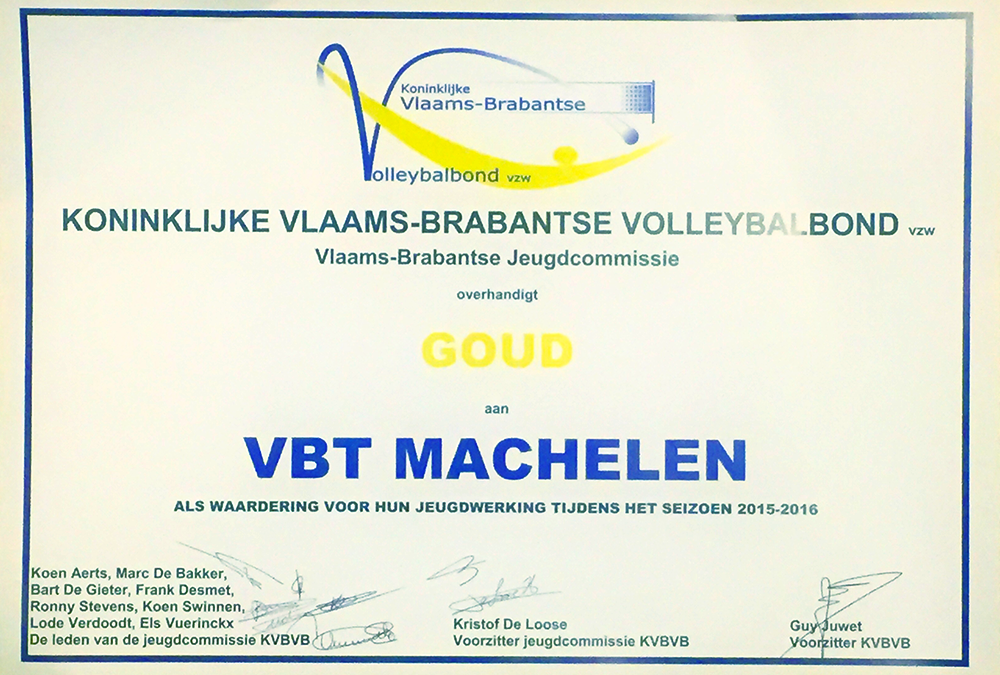 Koninklijke
Vlaams-Brabantse
Volleybalbond vzw
KONINKLIJKE VLAAMS-BRABANTSE VOLLEYBALBOND vzw
Vlaams-Brabantse Jeugdcommissie
overhandigt
GOUD
aan
VBT MACHELEN
ALS WAARDERING VOOR HUN JEUGDWERKING TIJDENS HET SEIZOEN 2015-2016
Koen Aerts, Marc De Bakker,
Bart De Gieter, Frank Desmet,
Ronny Stevens, Koen Swinnen,
Lode Verdoodt, Els Vuerinckx
De leden van de jeugdcommissie KVBVB
Kristof De Loose
Voorzitter jeugdcommissie KVBVB
Guy Juwet
Voorzitter KVBVB